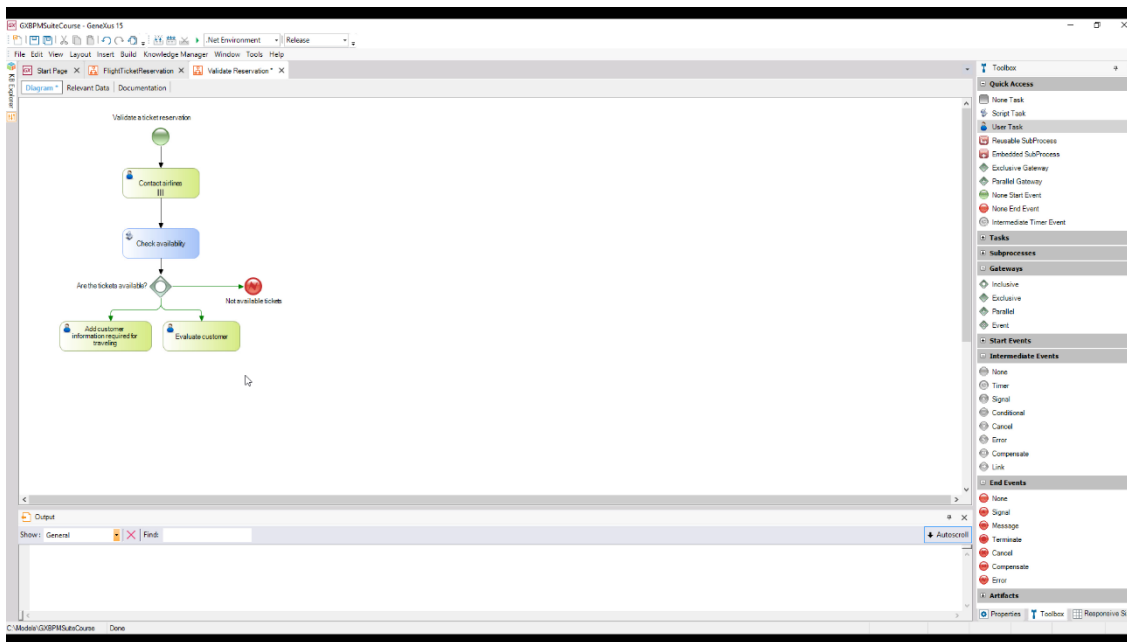 GX GXBPMSuiteCourse - GeneXus 15
.Net Environment Release
File Edit View Layout Insert Build Knowledge Manager Window Tools Help
GX Start Page X FlightTicketReservation X Validate Reservation * X
Diagram * Relevant Data Documentation
KB Explorer
Validate a ticket reservation
Contact airlines
Check availability
Are the tickets available?
Not available tickets
Add customer
information required for
traveling
Evaluate customer
Output
Show: General Find:
Autoscroll
C:\Models\GXBPMSuiteCourse Done
Toolbox
Quick Access
None Task
Script Task
User Task
Reusable SubProcess
Embedded SubProcess
Exclusive Gateway
Parallel Gateway
None Start Event
None End Event
Intermediate Timer Event
Tasks
Subprocesses
Gateways
Inclusive
Exclusive
Parallel
Event
Start Events
Intermediate Events
None
Timer
Signal
Conditional
Cancel
Error
Compensate
Link
End Events
None
Signal
Message
Terminate
Cancel
Compensate
Error
Artifacts
Properties Toolbox Responsive Si